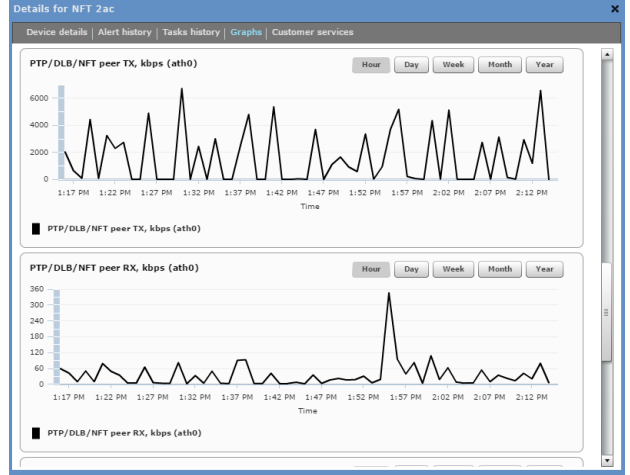 Details for NFT 2ac
Device details | Alert history | Tasks history | Graphs | Customer services
PTP/DLB/NFT peer TX, kbps (ath0)
Hour Day Week Month Year
6000
4000
2000
0
1:17 PM 1:22 PM 1:27 PM 1:32 PM 1:37 PM 1:42 PM 1:47 PM 1:52 PM 1:57 PM 2:02 PM 2:07 PM 2:12 PM
Time
PTP/DLB/NFT peer TX, kbps (ath0)
PTP/DLB/NFT peer RX, kbps (ath0)
Hour Day Week Month Year
360
300
240
180
120
60
0
1:17 PM 1:22 PM 1:27 PM 1:32 PM 1:37 PM 1:42 PM 1:47 PM 1:52 PM 1:57 PM 2:02 PM 2:07 PM 2:12 PM
Time
PTP/DLB/NFT peer RX, kbps (ath0)